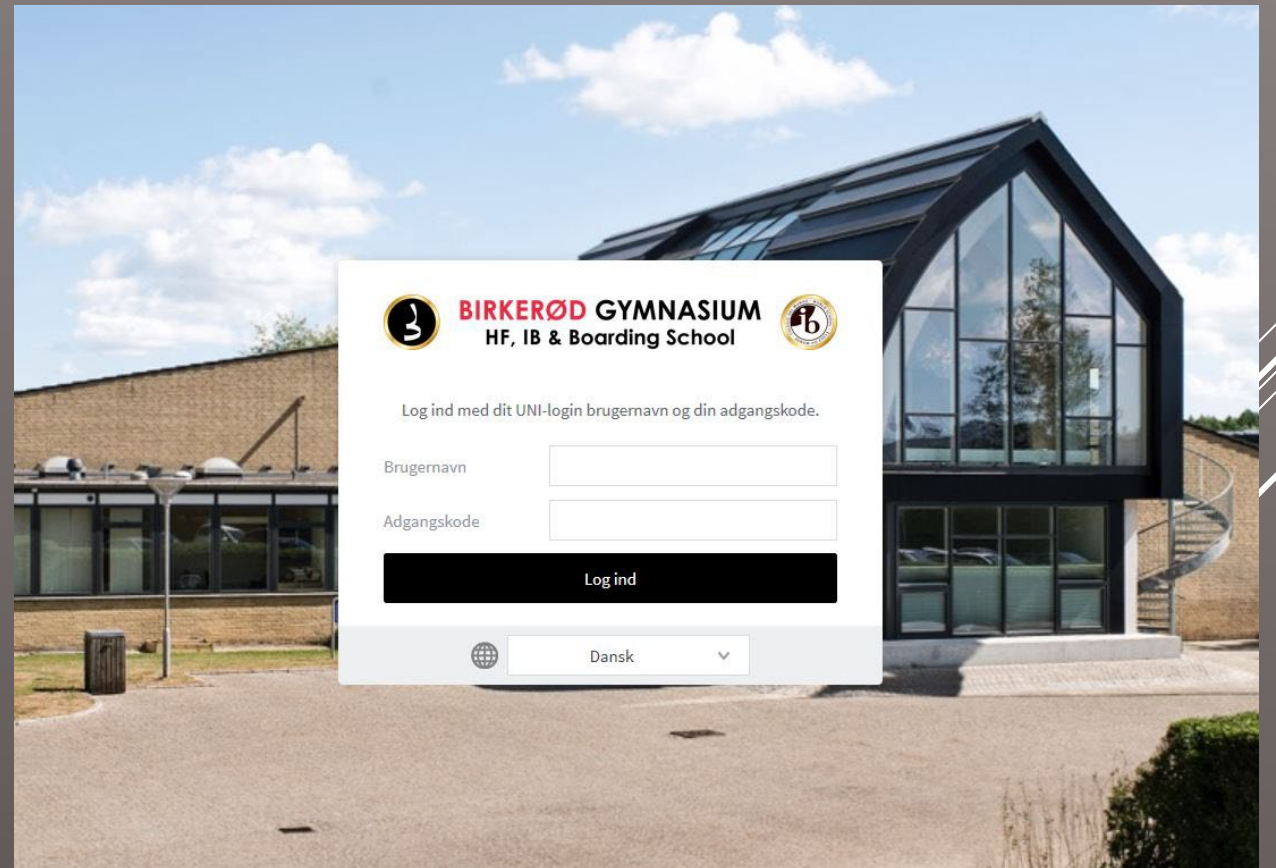 BIRKERØD GYMNASIUM
HF, IB & Boarding School
Log ind med dit UNI-login brugernavn og din adgangskode.
Brugernavn
Adgangskode
Log ind
Dansk